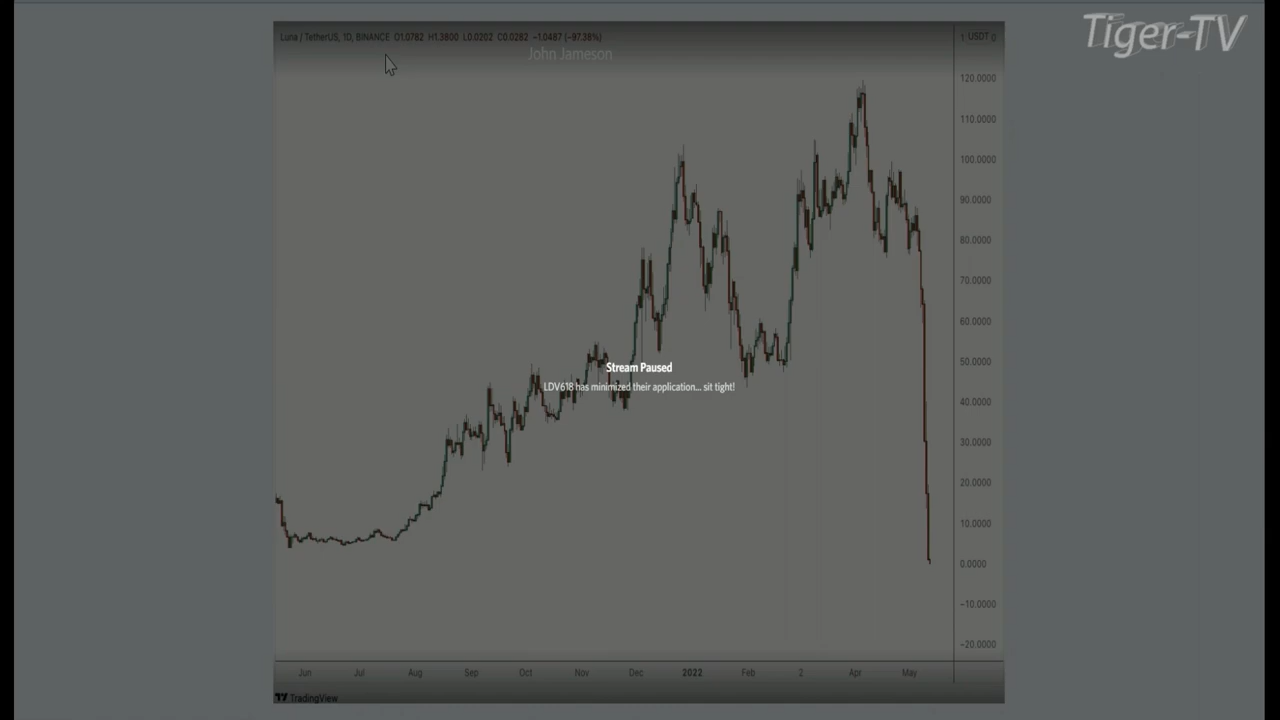 Luna / TetherUS, 1D, BINANCE O1.0782 H1.3800 L0.0202 C0.0282 −1.0487 (−97.38%)
USDT
Tiger-TV
John Jameson
120.0000
110.0000
100.0000
90.0000
80.0000
70.0000
60.0000
50.0000
40.0000
30.0000
20.0000
10.0000
0.0000
−10.0000
−20.0000
Stream Paused
LDV618 has minimized their application... sit tight!
Jun Jul Aug Sep Oct Nov Dec 2022 Feb 2 Apr May
TradingView